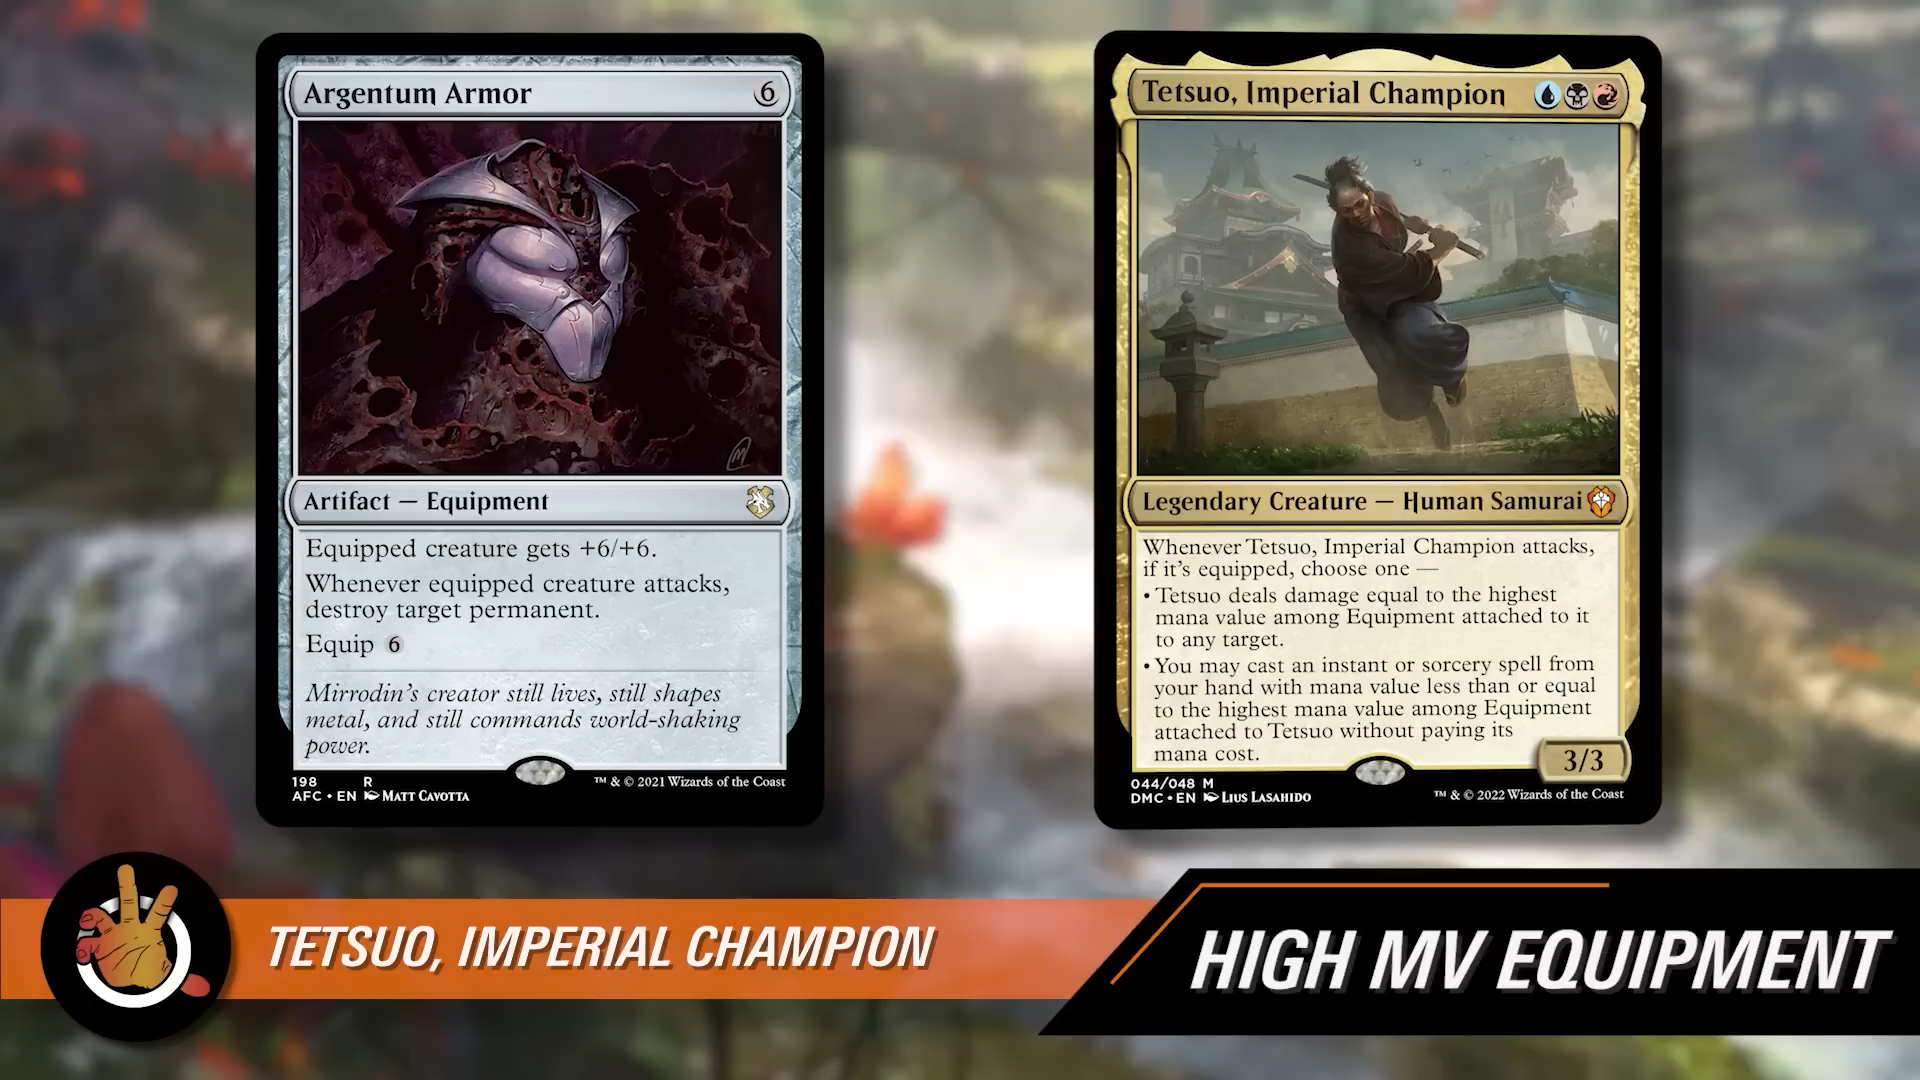 Argentum Armor 6
Artifact — Equipment
Equipped creature gets +6/+6.
Whenever equipped creature attacks,
destroy target permanent.
Equip 6
Mirrodin's creator still lives, still shapes
metal, and still commands world-shaking
power.
198 R
AFC • EN MATT CAVOTTA
™ & © 2021 Wizards of the Coast
Tetsuo, Imperial Champion
Legendary Creature — Human Samurai
Whenever Tetsuo, Imperial Champion attacks,
if it's equipped, choose one —
• Tetsuo deals damage equal to the highest
mana value among Equipment attached to it
to any target.
• You may cast an instant or sorcery spell from
your hand with mana value less than or equal
to the highest mana value among Equipment
attached to Tetsuo without paying its
mana cost.
3/3
044/048 M
DMC • EN LIUS LASAHIDO
™ & © 2022 Wizards of the Coast
TETSUO, IMPERIAL CHAMPION
HIGH MV EQUIPMENT